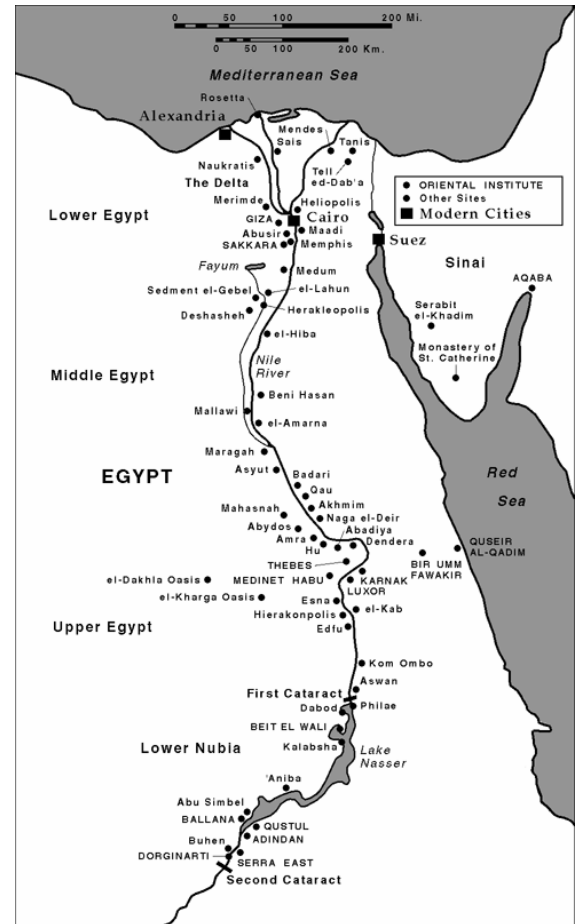 0 100 200 Mi.
0 100 200 Km.
Mediterranean Sea
Rosetta
Alexandria
Mendes
Sais
Tanis
Naukratis
Tell
ed-Dab'a
The Delta
ORIENTAL INSTITUTE
Other Sites
Modern Cities
Merimde
Heliopolis
Lower Egypt
GIZA
Cairo
Maadi
Abusir
SAKKARA
Memphis
Suez
Sinai
Fayum
Medum
AQABA
el-Lahun
Sedment el-Gebel
Serabit
el-Khadim
Herakleopolis
Deshasheh
el-Hiba
Monastery of
St. Catherine
Nile
River
Middle Egypt
Beni Hasan
Mallawi
el-Amarna
Maragah
EGYPT
Asyut
Red
Sea
Badari
Qau
Akhmim
Mahasnah
Naga el-Deir
Abydos
Abadiya
Amra
Dendera
Hu
QUSEIR
AL-QADIM
THEBES
BIR UMM
FAWAKIR
el-Dakhla Oasis
MEDINET HABU
KARNAK
LUXOR
el-Kharga Oasis
Esna
el-Kab
Hierakonpolis
Upper Egypt
Edfu
Kom Ombo
Aswan
First Cataract
Dabod
Philae
BEIT EL WALI
Lower Nubia
Kalabsha
Lake
Nasser
'Aniba
Abu Simbel
BALLANA
QUSTUL
Buhen
ADINDAN
DORGINARTI
SERRA EAST
Second Cataract